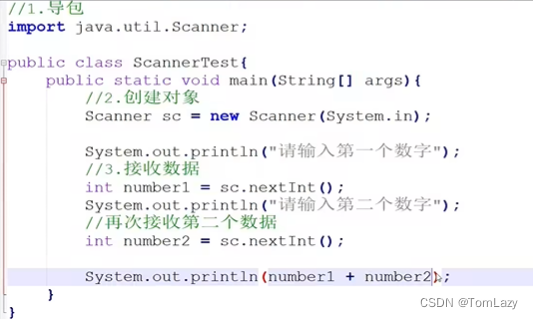 //1.导包
import java.util.Scanner;
public class ScannerTest{
public static void main(String[] args){
//2.创建对象
Scanner sc = new Scanner(System.in);
System.out.println("请输入第一个数字");
//3.接收数据
int number1 = sc.nextInt();
System.out.println("请输入第二个数字");
//再次接收第二个数据
int number2 = sc.nextInt();
System.out.println(number1 + number2);
}
}
CSDN @TomLazy